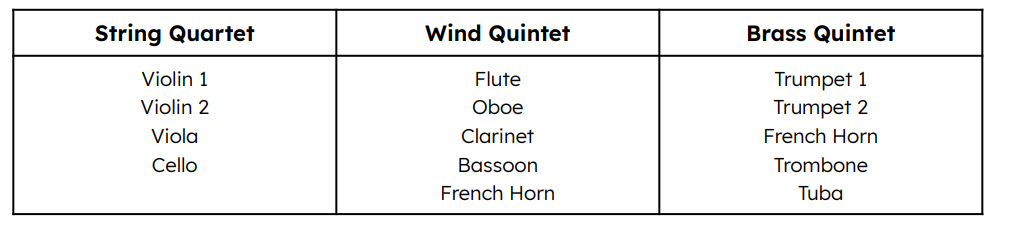 String Quartet Wind Quintet Brass Quintet
Violin 1 Flute Trumpet 1
Violin 2 Oboe Trumpet 2
Viola Clarinet French Horn
Cello Bassoon Trombone
French Horn Tuba